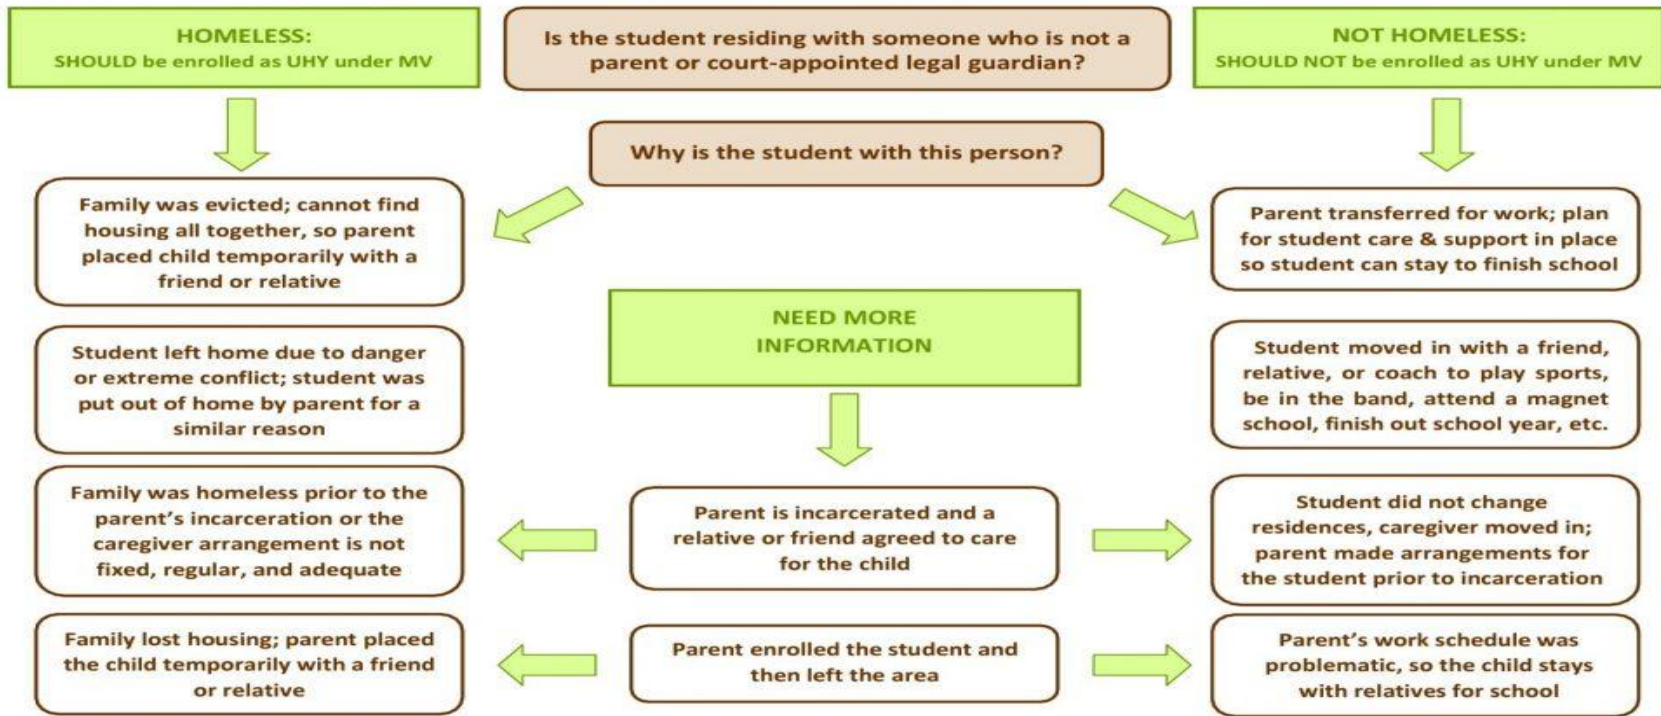 HOMELESS:
SHOULD be enrolled as UHY under MV
Is the student residing with someone who is not a
parent or court-appointed legal guardian?
NOT HOMELESS:
SHOULD NOT be enrolled as UHY under MV
Why is the student with this person?
Family was evicted; cannot find
housing all together, so parent
placed child temporarily with a
friend or relative
Parent transferred for work; plan
for student care & support in place
so student can stay to finish school
NEED MORE
INFORMATION
Student left home due to danger
or extreme conflict; student was
put out of home by parent for a
similar reason
Student moved in with a friend,
relative, or coach to play sports,
be in the band, attend a magnet
school, finish out school year, etc.
Family was homeless prior to the
parent's incarceration or the
caregiver arrangement is not
fixed, regular, and adequate
Parent is incarcerated and a
relative or friend agreed to care
for the child
Student did not change
residences, caregiver moved in;
parent made arrangements for
the student prior to incarceration
Family lost housing; parent placed
the child temporarily with a friend
or relative
Parent enrolled the student and
then left the area
Parent's work schedule was
problematic, so the child stays
with relatives for school